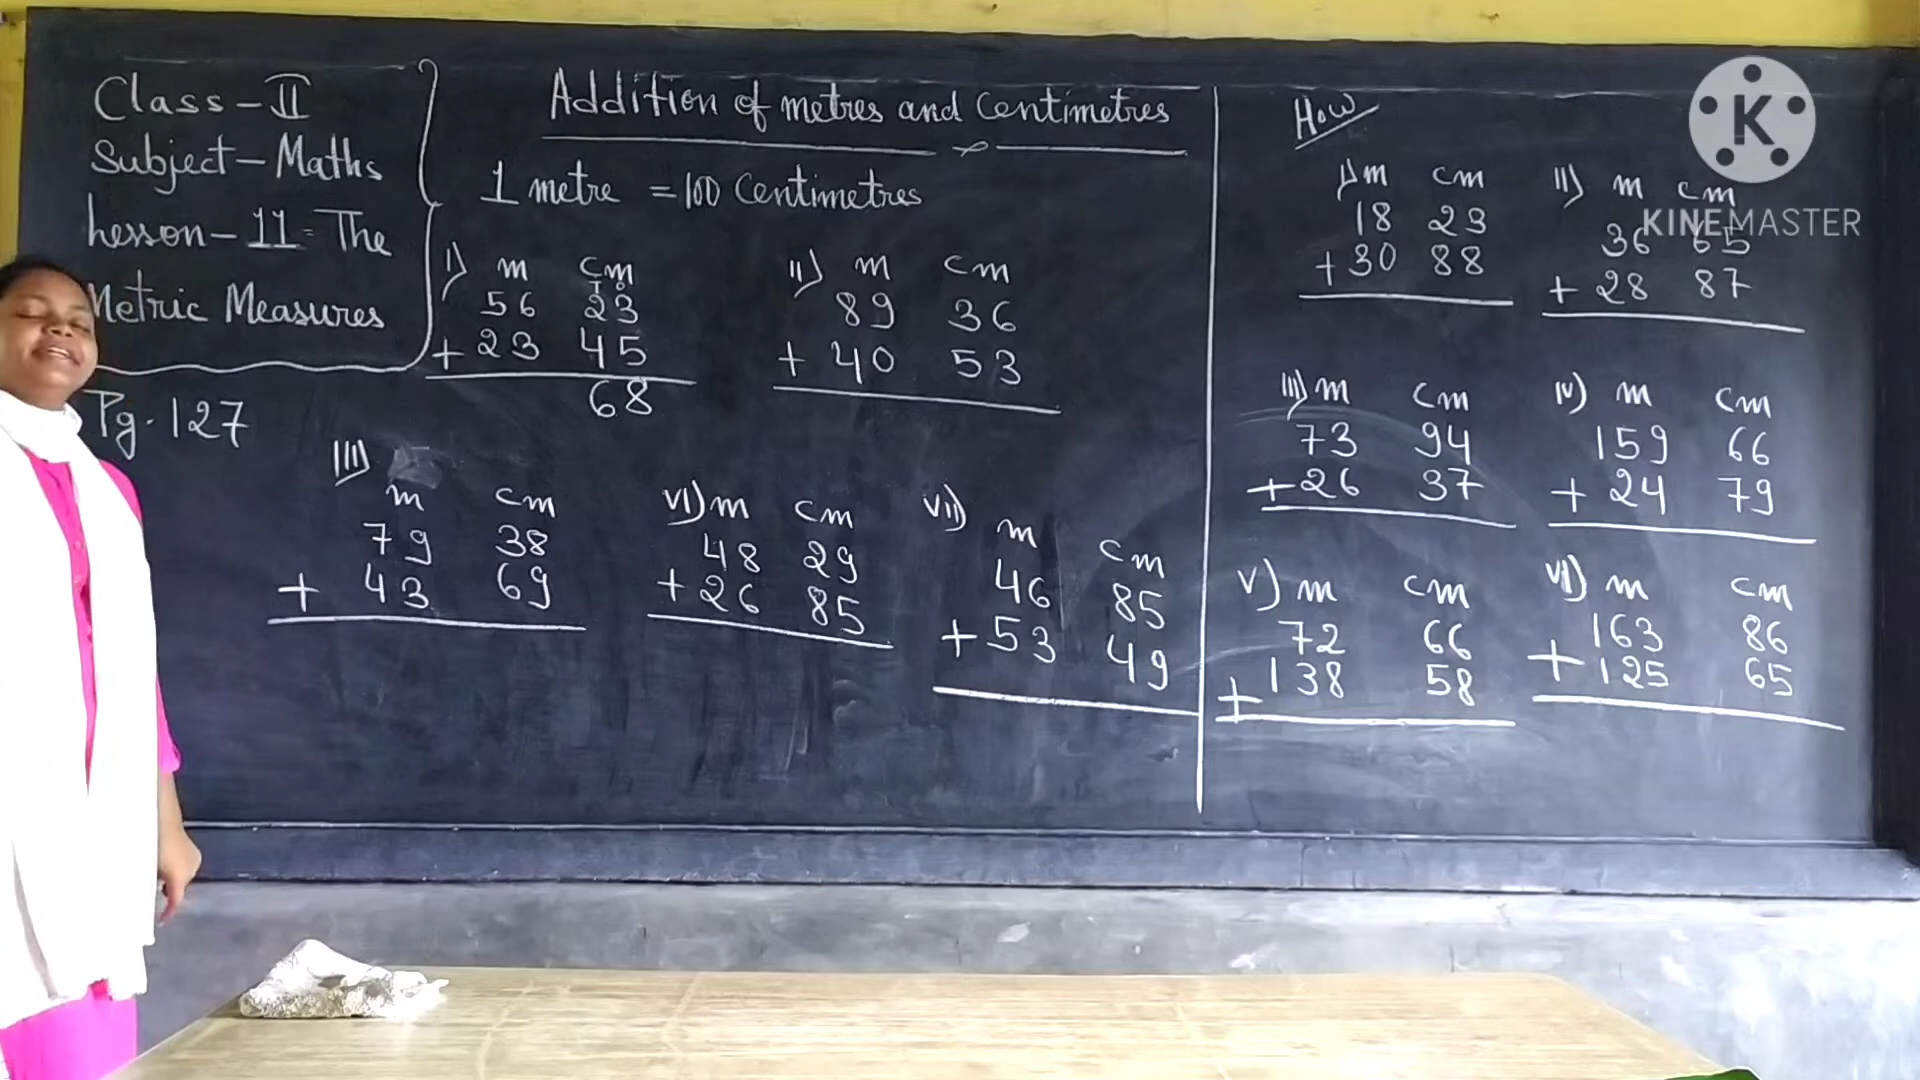 Class - II
Subject - Maths
Lesson - 11 = The
Metric Measures
Pg. 127
Addition of metres and Centimetres
1 metre = 100 Centimetres
I) m cm
T O
56 23
+ 23 45
68
II) m cm
89 36
+ 40 53
III)
m cm
79 38
+ 43 69
VI) m cm
48 29
+ 26 85
VII) m cm
46 85
+ 53 49
How
I) m cm
18 23
+ 30 88
II) m cm
36 65
+ 28 87
III) m cm
73 94
+ 26 37
IV) m cm
159 66
+ 24 79
V) m cm
72 66
+ 138 58
VI) m cm
163 86
+ 125 65
K
KINEMASTER